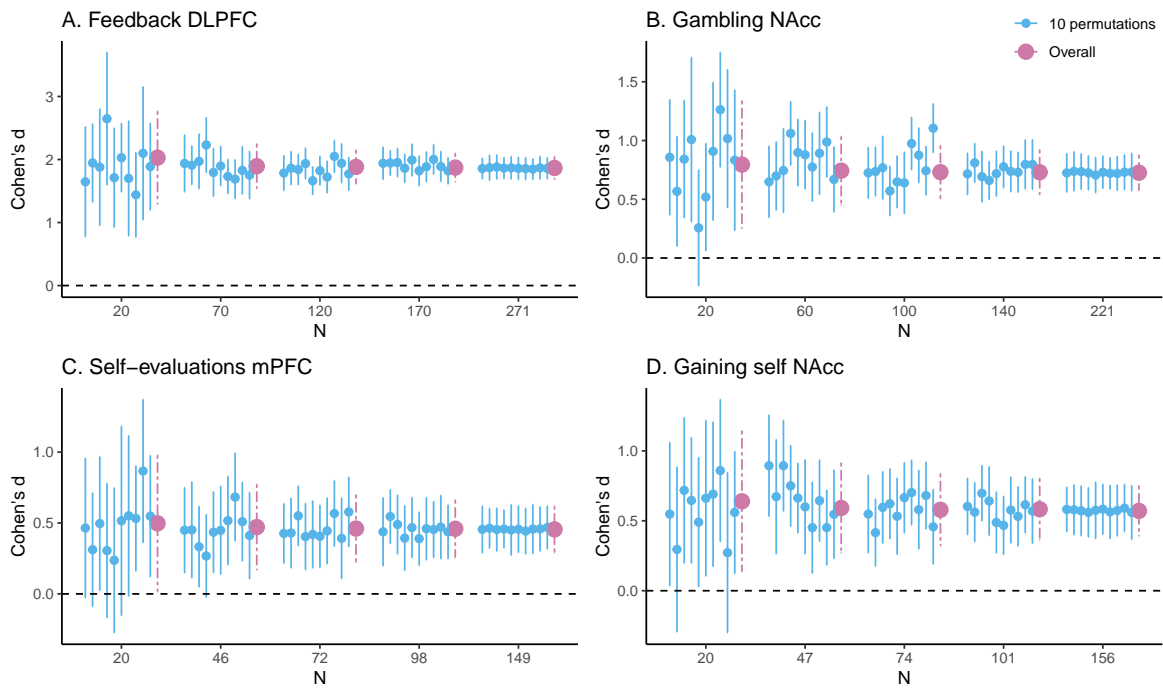 A. Feedback DLPFC
Cohen's d
3
2
1
0
20 70 120 170 271
N
B. Gambling NAcc
10 permutations
Overall
Cohen's d
1.5
1.0
0.5
0.0
20 60 100 140 221
N
C. Self−evaluations mPFC
Cohen's d
1.0
0.5
0.0
20 46 72 98 149
N
D. Gaining self NAcc
Cohen's d
1.0
0.5
0.0
20 47 74 101 156
N